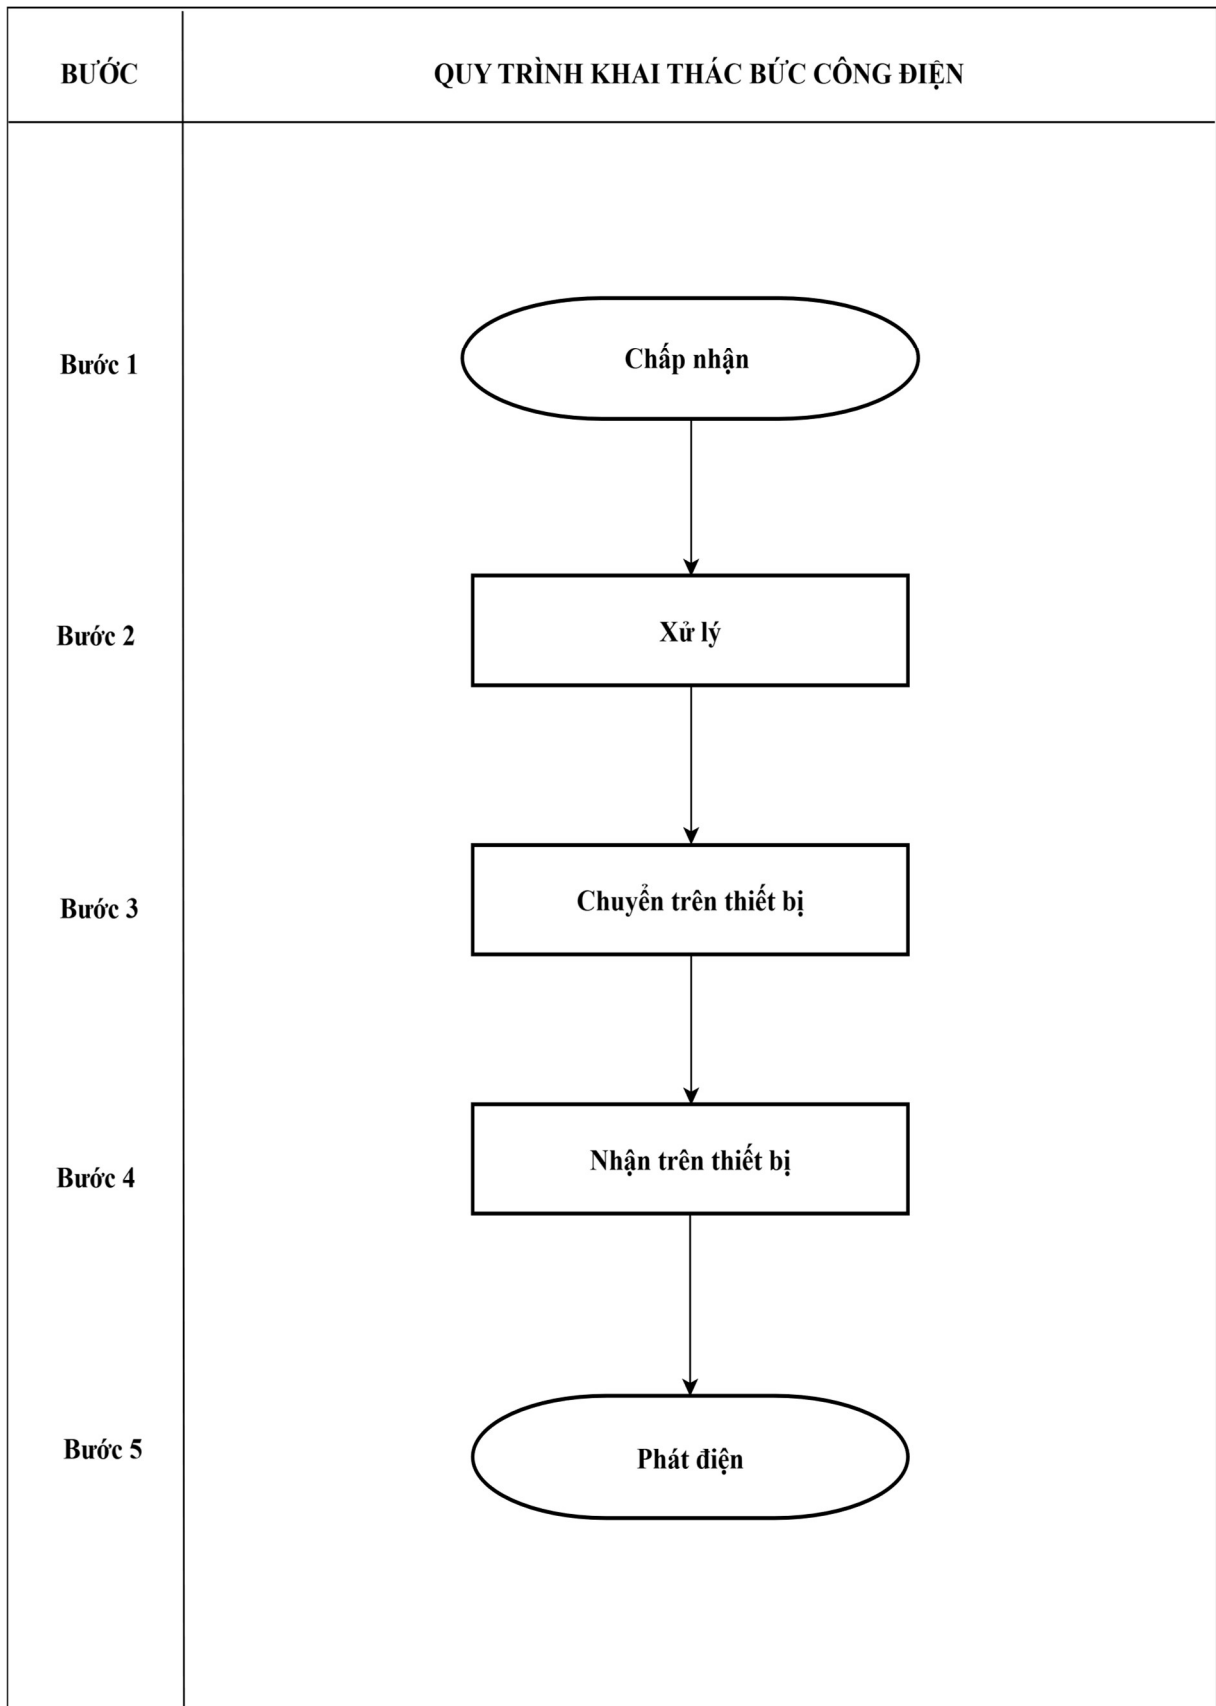 BƯỚC
QUY TRÌNH KHAI THÁC BỨC CÔNG ĐIỆN
Bước 1
Chấp nhận
Bước 2
Xử lý
Bước 3
Chuyển trên thiết bị
Bước 4
Nhận trên thiết bị
Bước 5
Phát điện